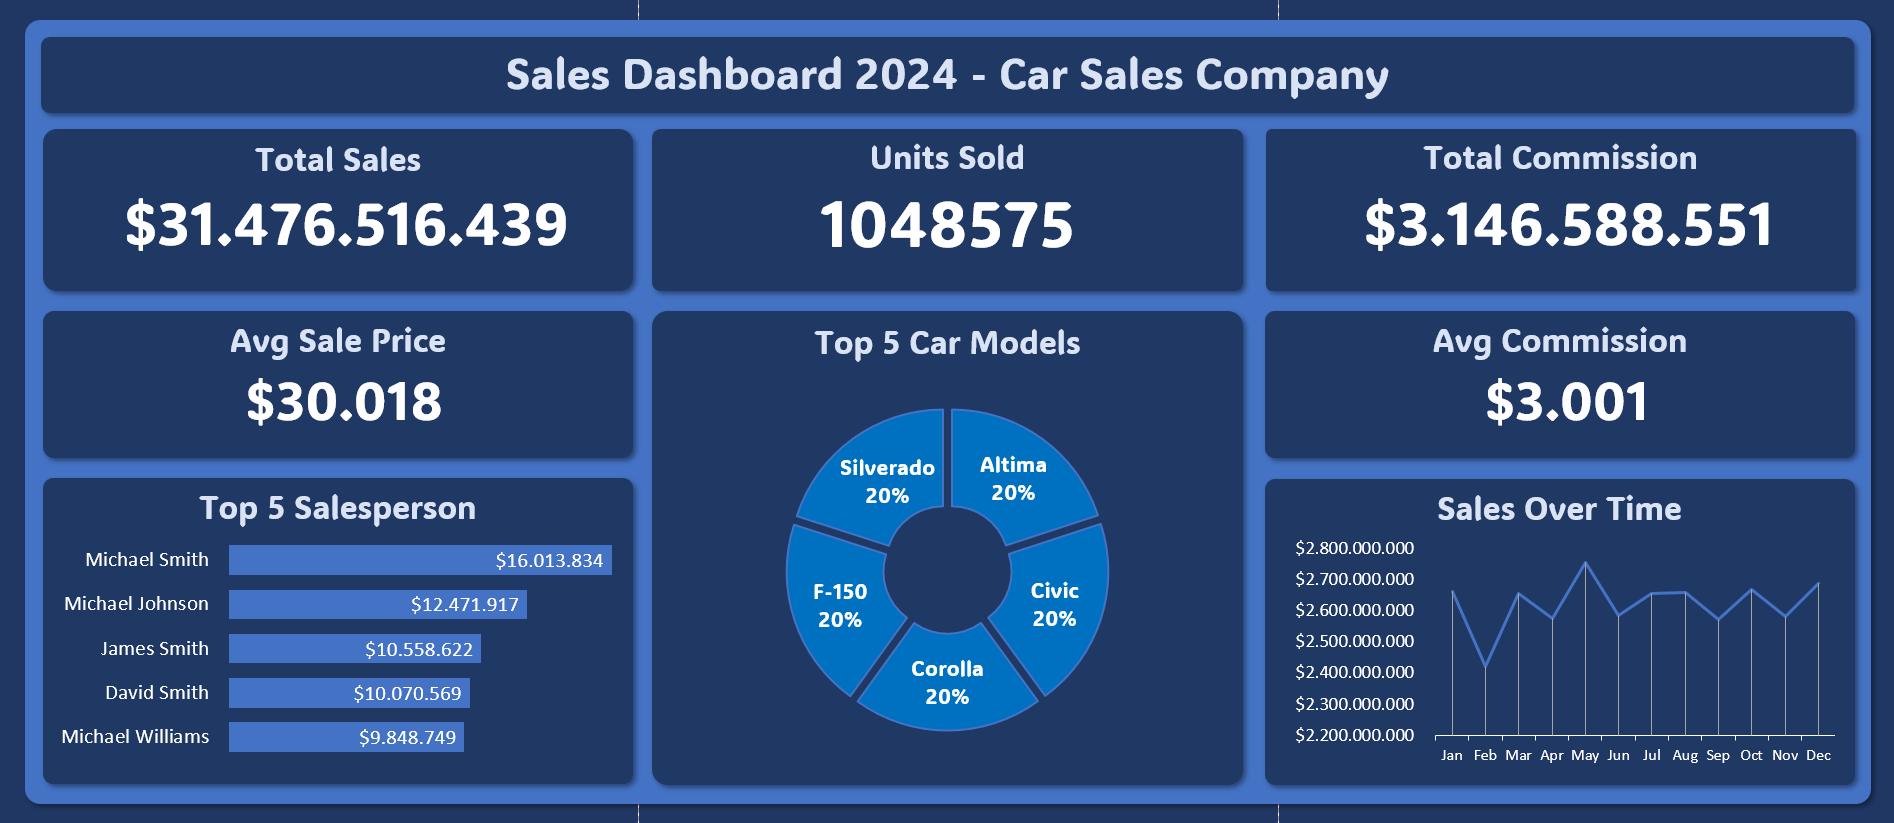 Sales Dashboard 2024 - Car Sales Company
Total Sales
$31.476.516.439
Units Sold
1048575
Total Commission
$3.146.588.551
Avg Sale Price
$30.018
Top 5 Car Models
Silverado
20%
Altima
20%
F-150
20%
Civic
20%
Corolla
20%
Avg Commission
$3.001
Top 5 Salesperson
Michael Smith $16.013.834
Michael Johnson $12.471.917
James Smith $10.558.622
David Smith $10.070.569
Michael Williams $9.848.749
Sales Over Time
$2.800.000.000
$2.700.000.000
$2.600.000.000
$2.500.000.000
$2.400.000.000
$2.300.000.000
$2.200.000.000
Jan Feb Mar Apr May Jun Jul Aug Sep Oct Nov Dec